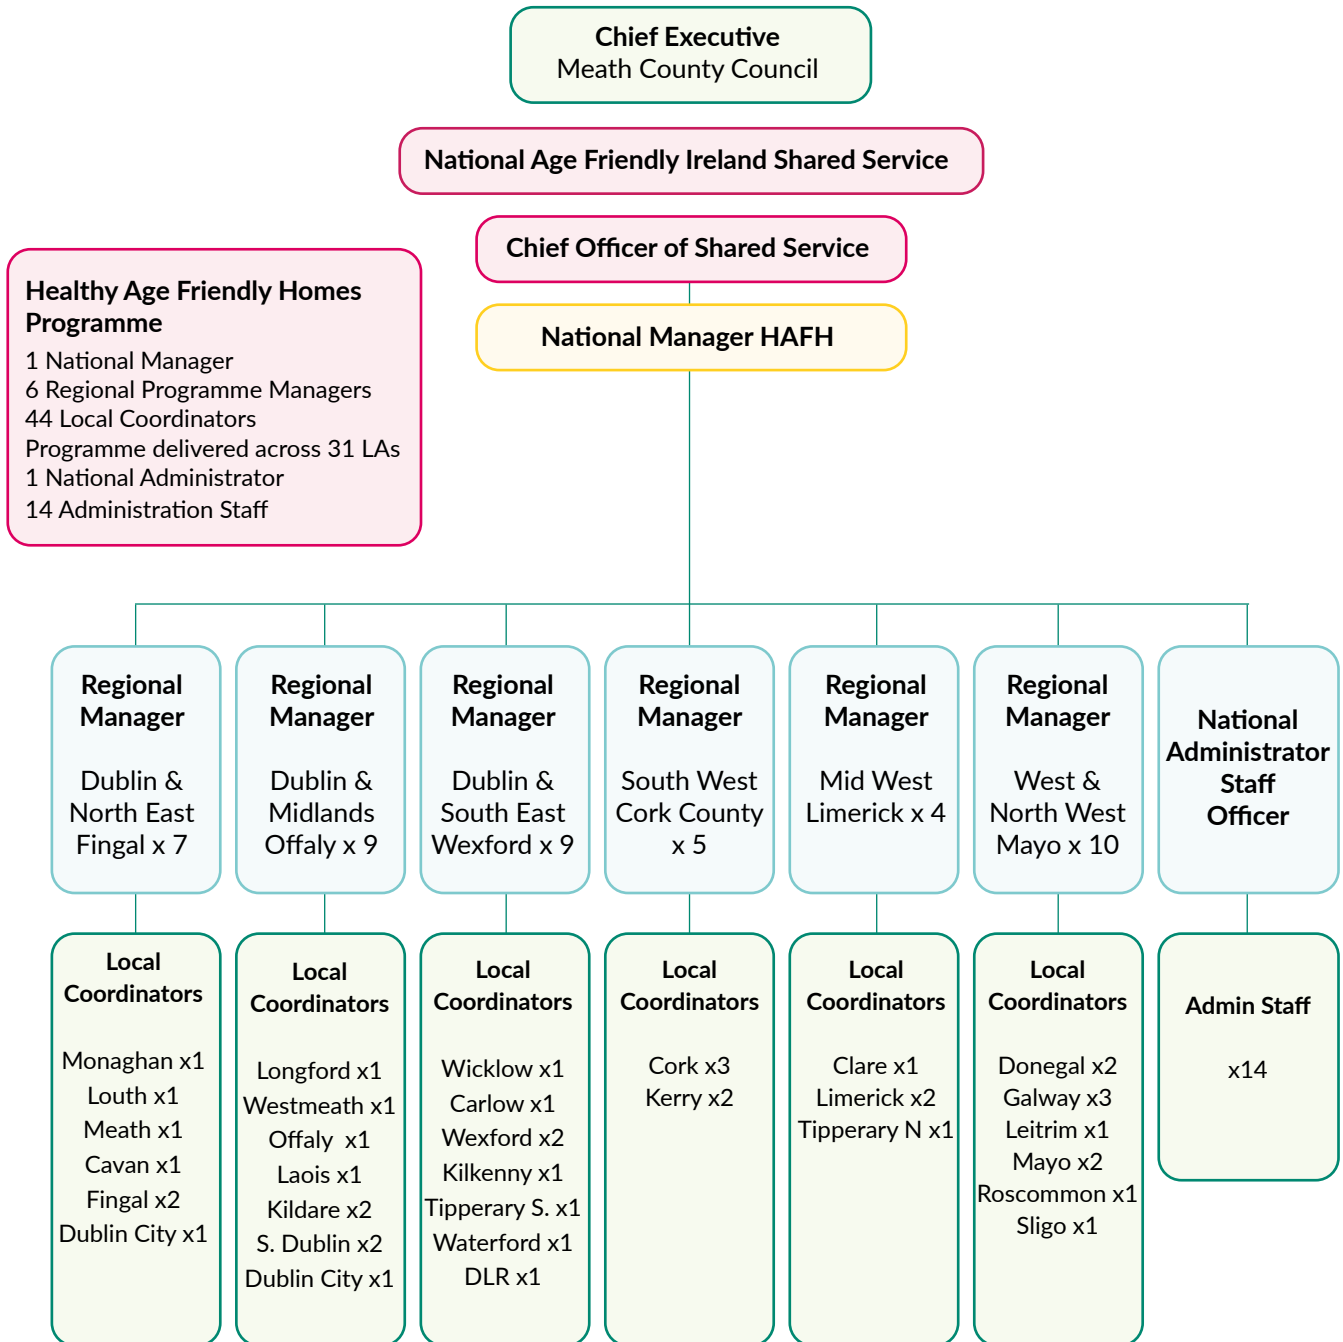 Chief Executive
Meath County Council
National Age Friendly Ireland Shared Service
Chief Officer of Shared Service
National Manager HAFH
Healthy Age Friendly Homes
Programme
1 National Manager
6 Regional Programme Managers
44 Local Coordinators
Programme delivered across 31 LAs
1 National Administrator
14 Administration Staff
Regional
Manager
Dublin &
North East
Fingal x 7
Regional
Manager
Dublin &
Midlands
Offaly x 9
Regional
Manager
Dublin &
South East
Wexford x 9
Regional
Manager
South West
Cork County
x 5
Regional
Manager
Mid West
Limerick x 4
Regional
Manager
West &
North West
Mayo x 10
National
Administrator
Staff
Officer
Local
Coordinators
Monaghan x1
Louth x1
Meath x1
Cavan x1
Fingal x2
Dublin City x1
Local
Coordinators
Longford x1
Westmeath x1
Offaly  x1
Laois x1
Kildare x2
S. Dublin x2
Dublin City x1
Local
Coordinators
Wicklow x1
Carlow x1
Wexford x2
Kilkenny x1
Tipperary S. x1
Waterford x1
DLR x1
Local
Coordinators
Cork x3
Kerry x2
Local
Coordinators
Clare x1
Limerick x2
Tipperary N x1
Local
Coordinators
Donegal x2
Galway x3
Leitrim x1
Mayo x2
Roscommon x1
Sligo x1
Admin Staff
x14